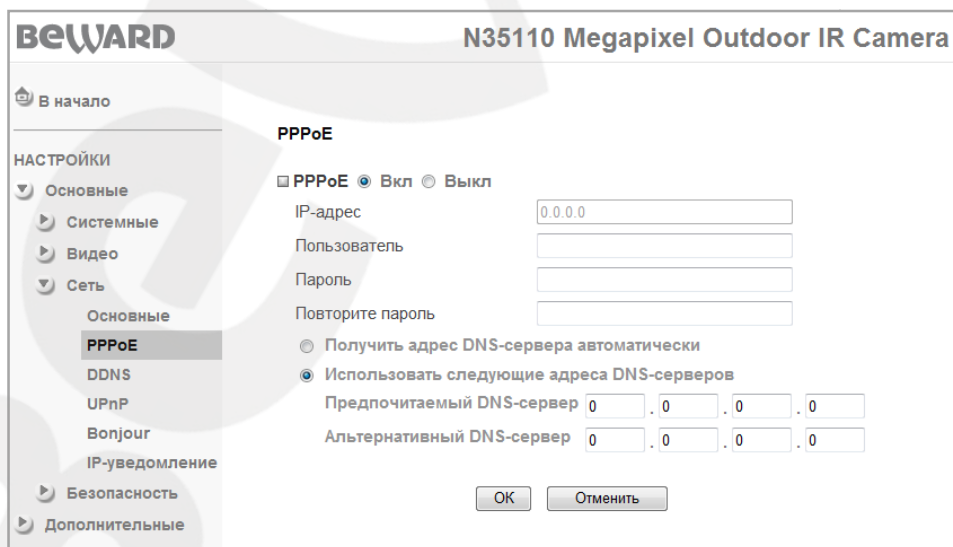 BEWARD
N35110 Megapixel Outdoor IR Camera
В начало
НАСТРОЙКИ
Основные
Системные
Видео
Сеть
Основные
PPPoE
DDNS
UPnP
Bonjour
IP-уведомление
Безопасность
Дополнительные
PPPoE
PPPoE Вкл Выкл
IP-адрес 0.0.0.0
Пользователь
Пароль
Повторите пароль
Получить адрес DNS-сервера автоматически
Использовать следующие адреса DNS-серверов
Предпочитаемый DNS-сервер 0 . 0 . 0 . 0
Альтернативный DNS-сервер 0 . 0 . 0 . 0
OK Отменить